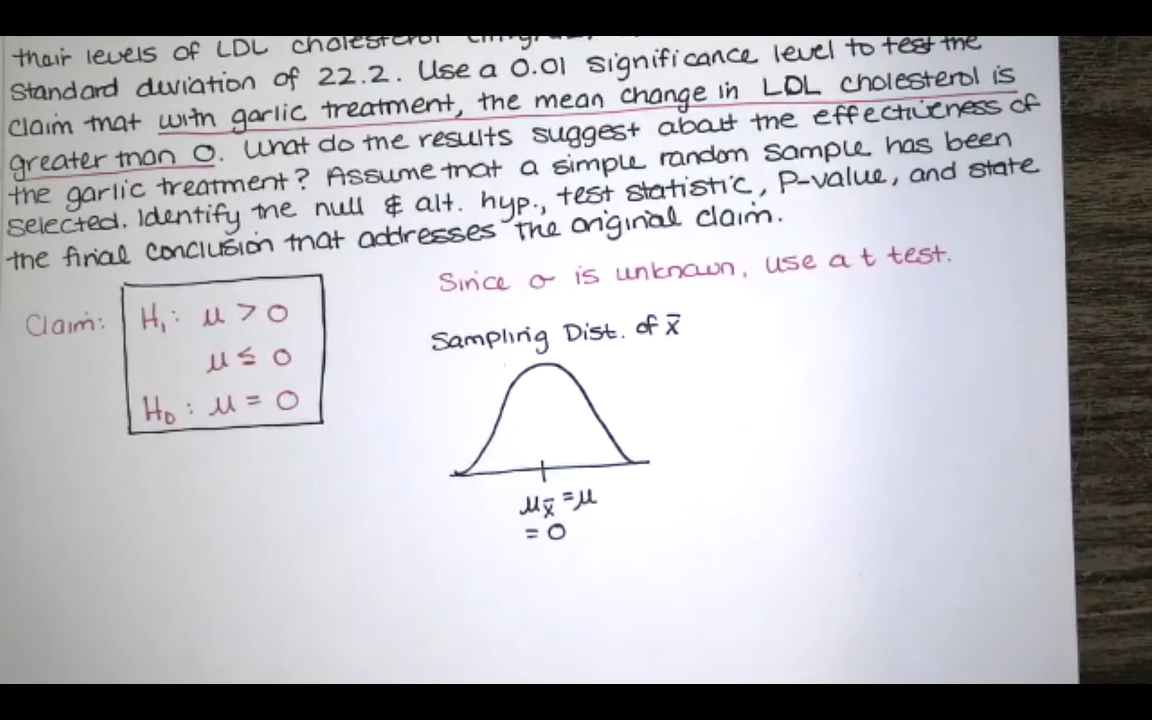 their levels of LDL cholesterol
standard deviation of 22.2. Use a 0.01 significance level to test the
claim that with garlic treatment, the mean change in LDL cholesterol is
greater than 0. What do the results suggest about the effectiveness of
the garlic treatment? Assume that a simple random sample has been
selected. Identify the null & alt. hyp., test statistic, P-value, and state
the final conclusion that addresses the original claim.
Since σ is unknown, use a t test.
Claim: H₁: μ > 0
μ ≤ 0
H₀: μ = 0
Sampling Dist. of x̄
μx̄ = μ
= 0